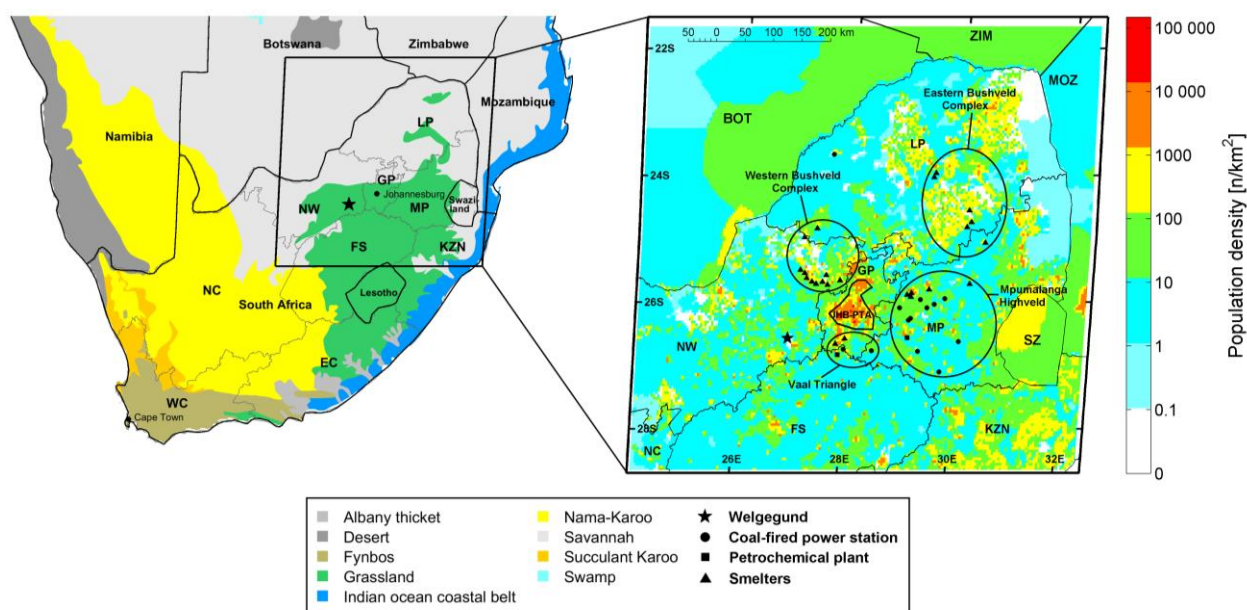 Botswana
Zimbabwe
Mozambique
Namibia
LP
GP
Johannesburg
NW
MP
Swazi-
land
FS
KZN
NC
South Africa
Lesotho
EC
WC
Cape Town
50 0 50 100 150 200 km
22S
ZIM
MOZ
Eastern Bushveld
Complex
BOT
LP
24S
Western Bushveld
Complex
GP
Mpumalanga
Highveld
26S
JHB-PTA
MP
SZ
NW
Vaal Triangle
28S
FS
KZN
NC
26E
28E
30E
32E
100 000
10 000
1000
100
10
1
0.1
0
Population density [n/km²]
Albany thicket
Desert
Fynbos
Grassland
Indian ocean coastal belt
Nama-Karoo
Savannah
Succulant Karoo
Swamp
Welgegund
Coal-fired power station
Petrochemical plant
Smelters